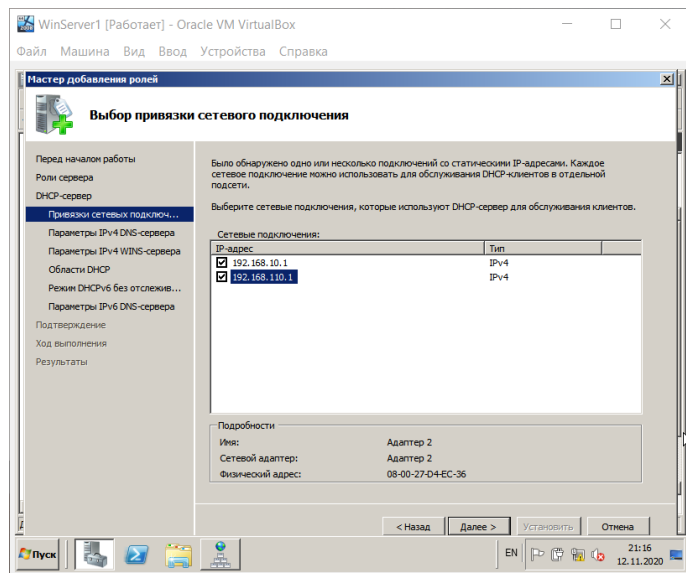 WinServer1 [Работает] - Oracle VM VirtualBox
Файл Машина Вид Ввод Устройства Справка
Мастер добавления ролей
Выбор привязки сетевого подключения
Перед началом работы
Роли сервера
DHCP-сервер
Привязки сетевых подключ...
Параметры IPv4 DNS-сервера
Параметры IPv4 WINS-сервера
Области DHCP
Режим DHCPv6 без отслежив...
Параметры IPv6 DNS-сервера
Подтверждение
Ход выполнения
Результаты
Было обнаружено одно или несколько подключений со статическими IP-адресами. Каждое
сетевое подключение можно использовать для обслуживания DHCP-клиентов в отдельной
подсети.
Выберите сетевые подключения, которые использует DHCP-сервер для обслуживания клиентов.
Сетевые подключения:
IP-адрес Тип
192.168.10.1 IPv4
192.168.110.1 IPv4
Подробности
Имя: Адаптер 2
Сетевой адаптер: Адаптер 2
Физический адрес: 08-00-27-D4-EC-36
< Назад Далее > Установить Отмена
Пуск EN 21:16
12.11.2020